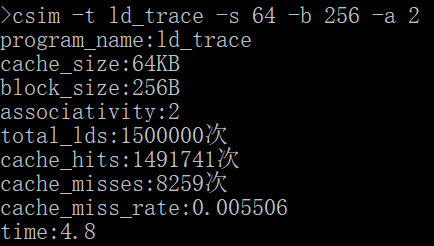 >csim -t ld_trace -s 64 -b 256 -a 2
program_name:ld_trace
cache_size:64KB
block_size:256B
associativity:2
total_lds:1500000次
cache_hits:1491741次
cache_misses:8259次
cache_miss_rate:0.005506
time:4.8